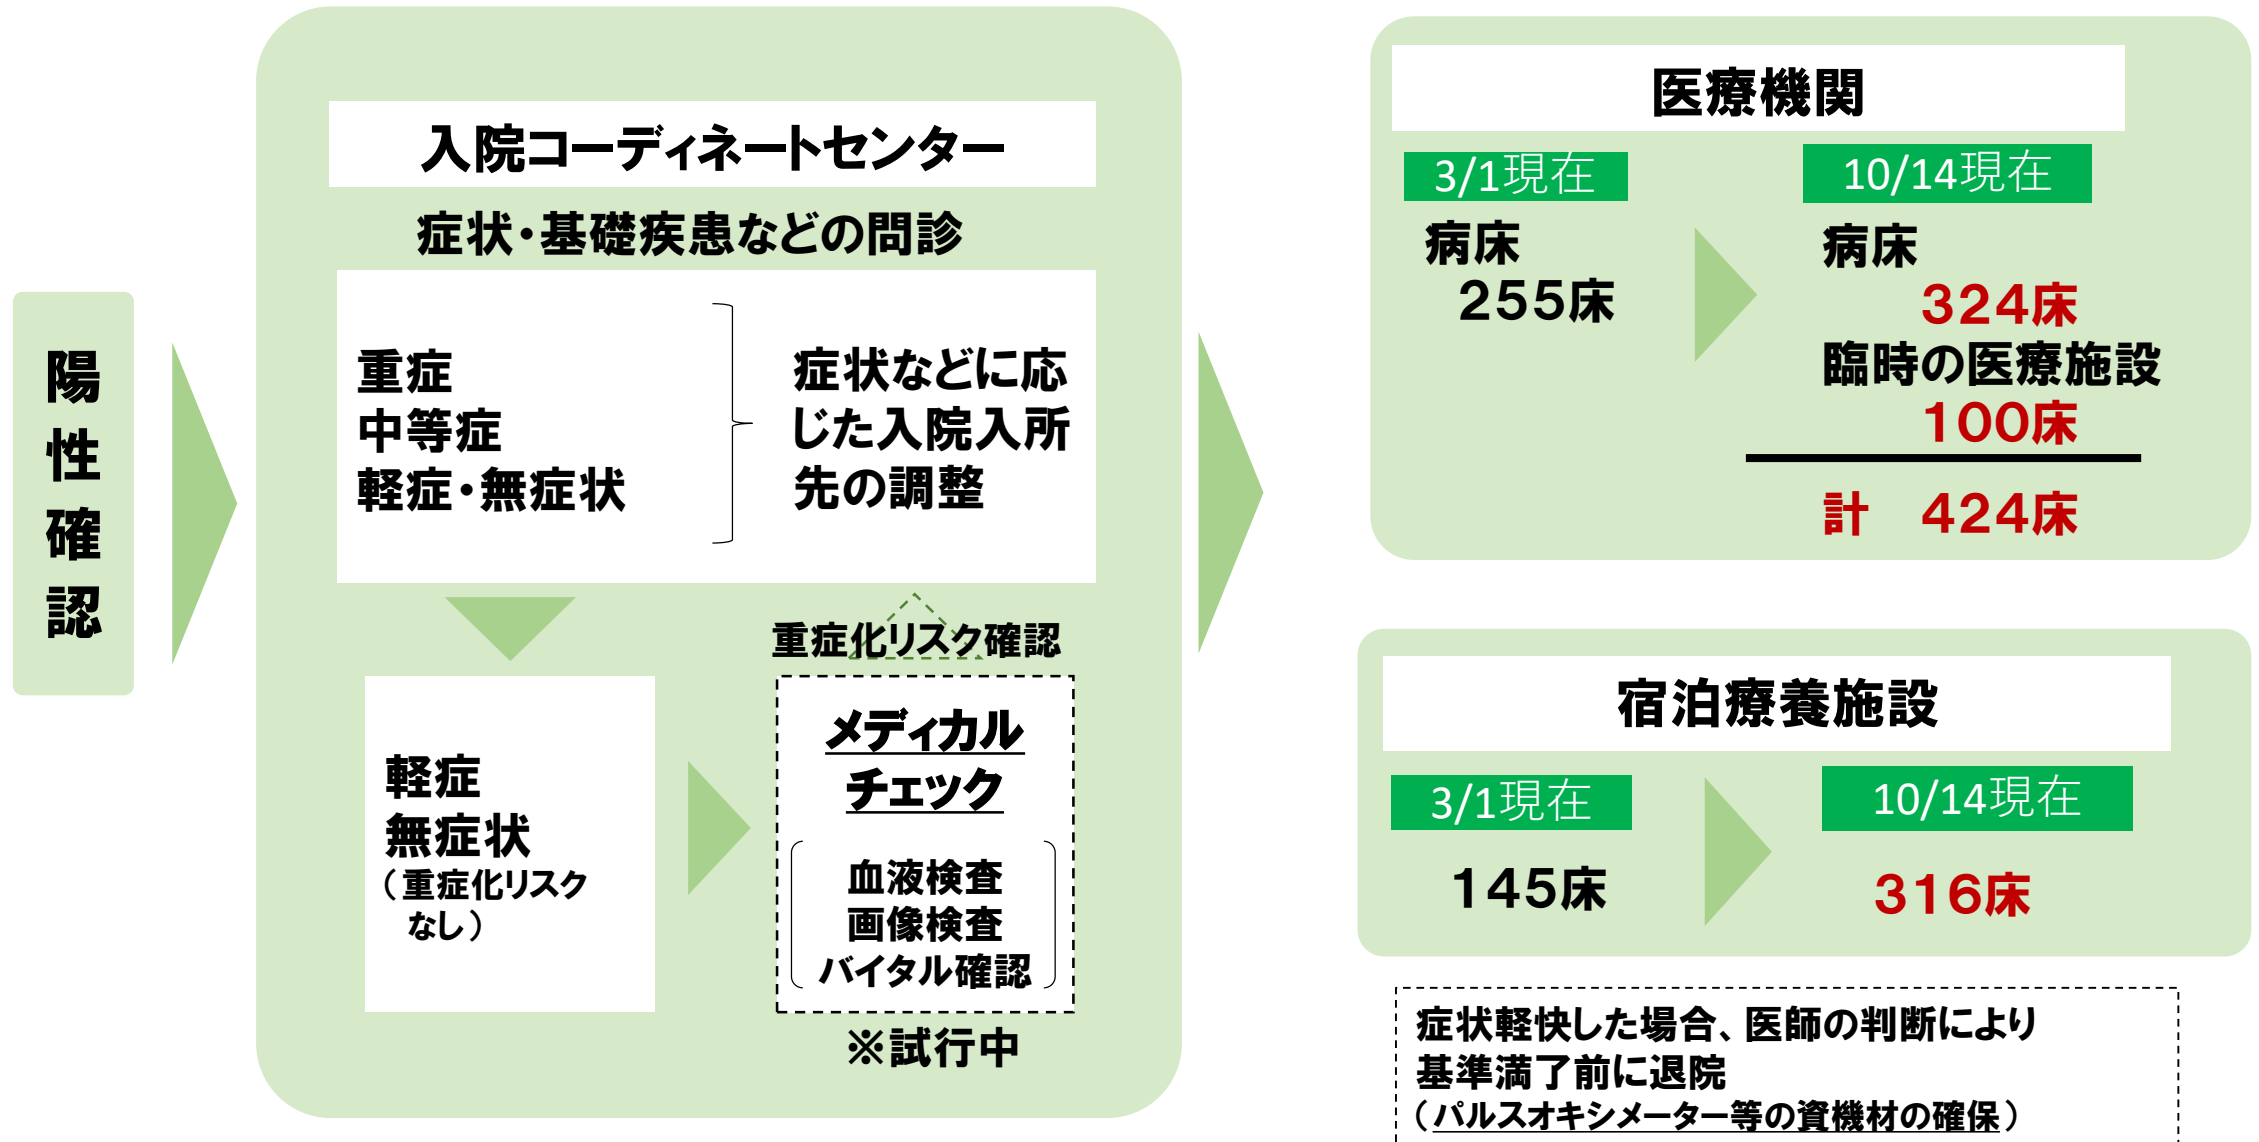 陽性確認
入院コーディネートセンター
症状・基礎疾患などの問診
重症
中等症
軽症・無症状
症状などに応
じた入院入所
先の調整
重症化リスク確認
軽症
無症状
（重症化リスク
なし）
メディカル
チェック
血液検査
画像検査
バイタル確認
※試行中
医療機関
3/1現在
病床
２５５床
10/14現在
病床
３２４床
臨時の医療施設
１００床
計　４２４床
宿泊療養施設
3/1現在
１４５床
10/14現在
３１６床
症状軽快した場合、医師の判断により
基準満了前に退院
（パルスオキシメーター等の資機材の確保）